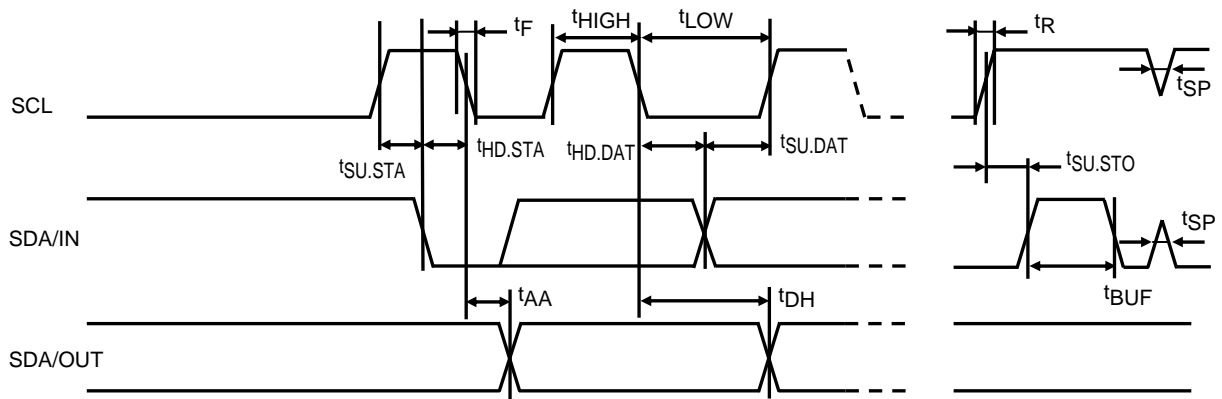 tF
tHIGH
tLOW
tR
SCL
tSP
tSU.STA
tHD.STA
tHD.DAT
tSU.DAT
tSU.STO
SDA/IN
tSP
tAA
tDH
tBUF
SDA/OUT